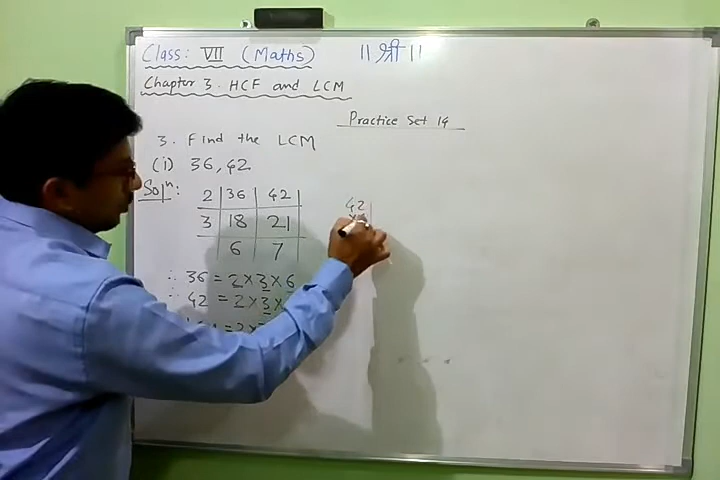 Class: VII (Maths) || श्री ||
Chapter 3. HCF and LCM
Practice Set 14
3. Find the LCM
(i) 36, 42
Solⁿ:
2 | 36 | 42
3 | 18 | 21
6 | 7
∴ 36 = 2×3×6
∴ 42 = 2×3×
42